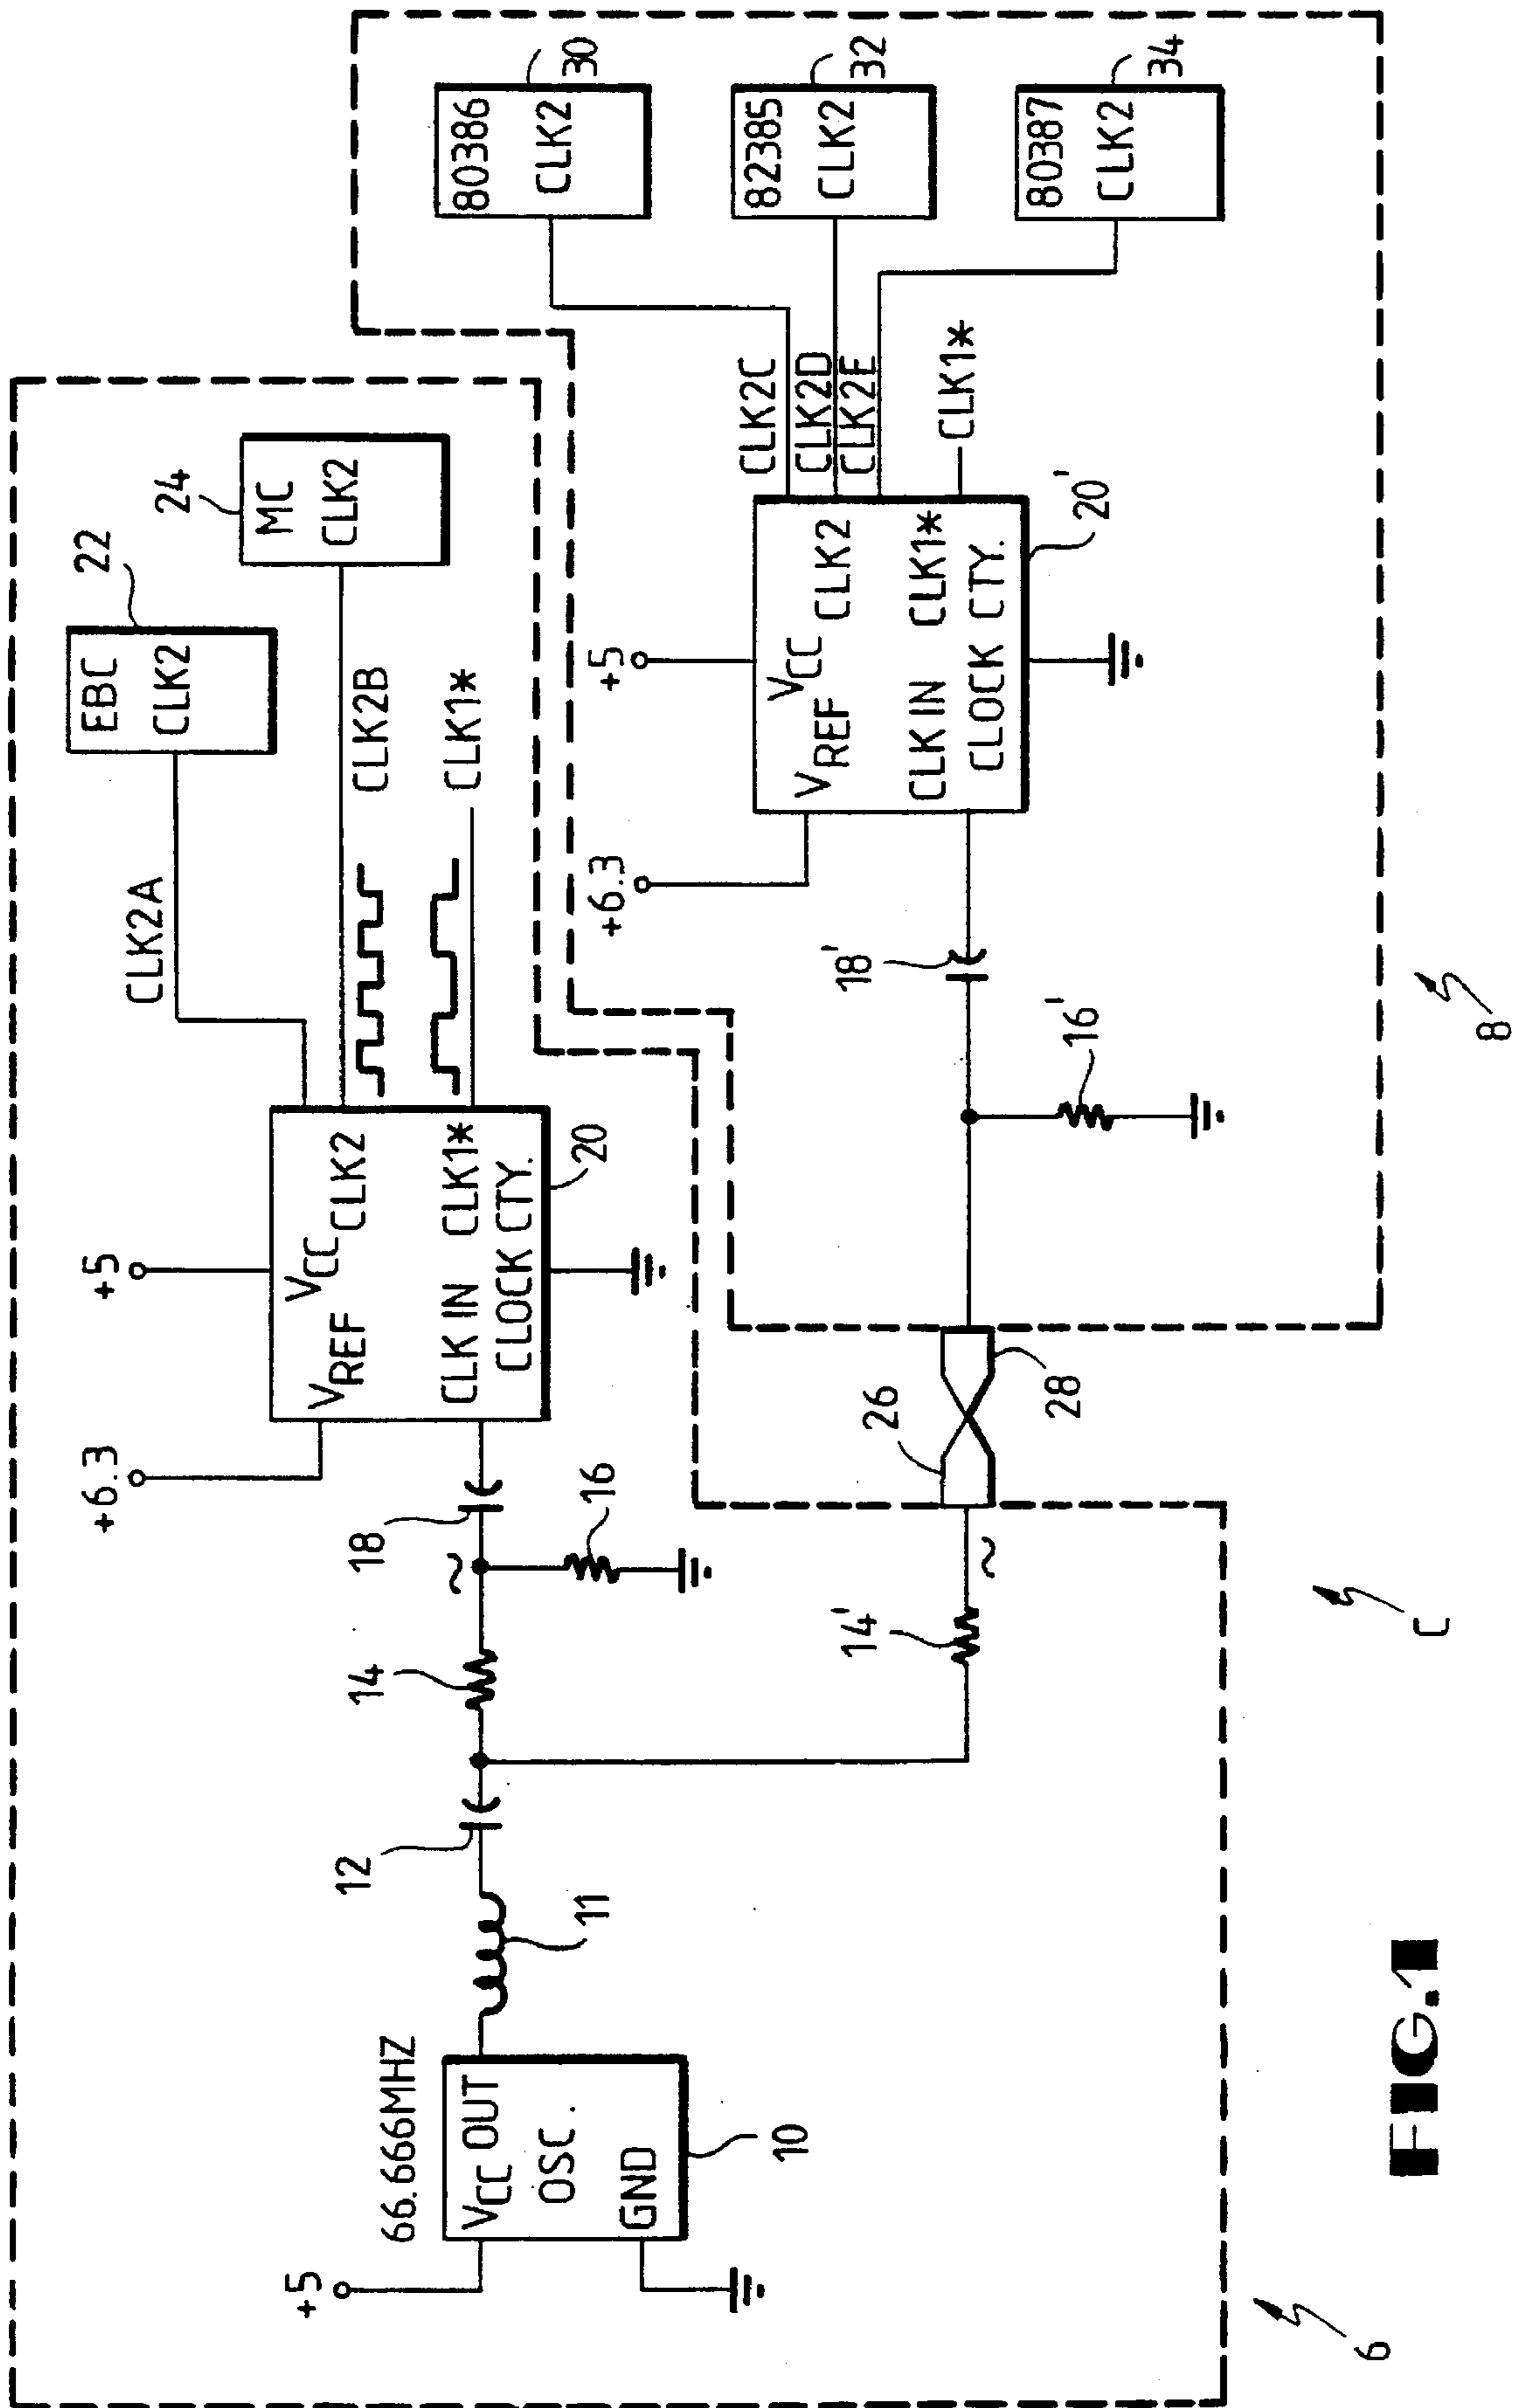 66.666MHZ
+5
VCC OUT
OSC.
GND
10
11
12
14
16
18
+6.3
+5
VREF VCC CLK2
CLK IN CLK1*
CLOCK CTY.
20
CLK2A
EBC
CLK2
22
MC
CLK2
24
CLK2B
CLK1*
14'
26
28
16'
18'
+6.3
+5
VREF VCC CLK2
CLK IN CLK1*
CLOCK CTY.
20'
CLK2C
CLK2D
CLK2E
CLK1*
80386
CLK2
30
82385
CLK2
32
80387
CLK2
34
6
C
8
FIG.1